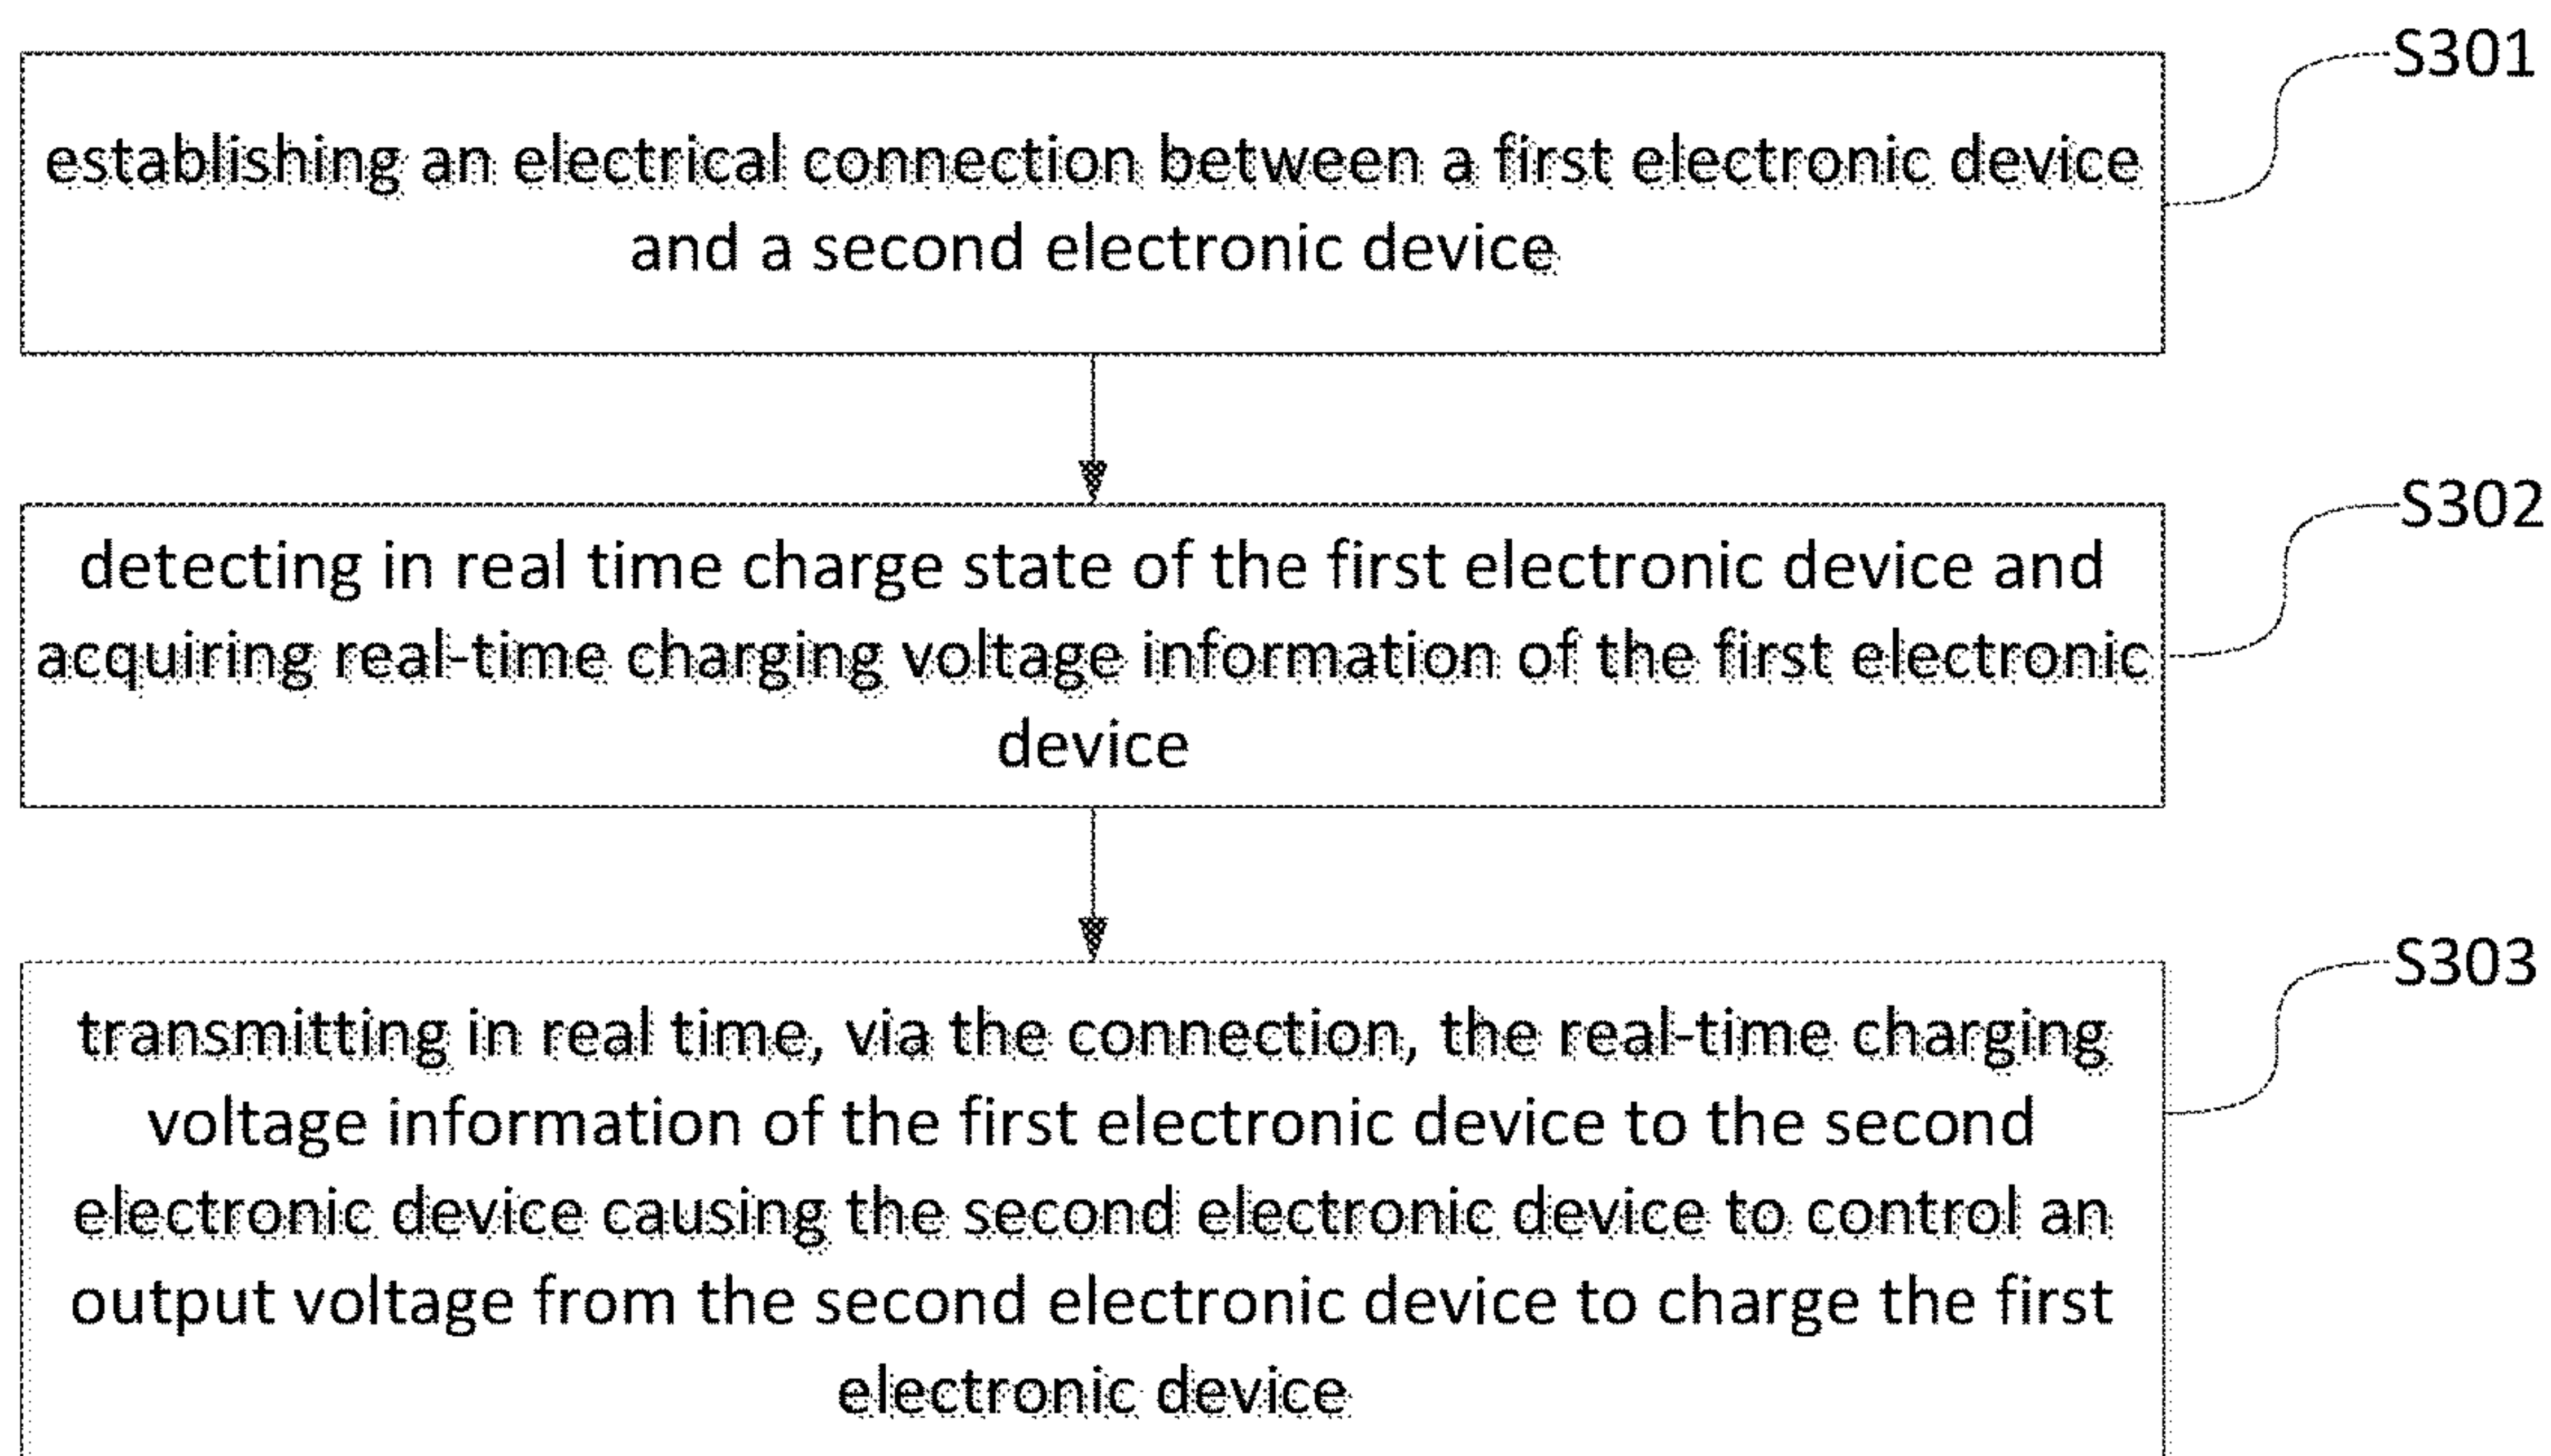 S301
establishing an electrical connection between a first electronic device
and a second electronic device
S302
detecting in real time charge state of the first electronic device and
acquiring real-time charging voltage information of the first electronic
device
S303
transmitting in real time, via the connection, the real-time charging
voltage information of the first electronic device to the second
electronic device causing the second electronic device to control an
output voltage from the second electronic device to charge the first
electronic device